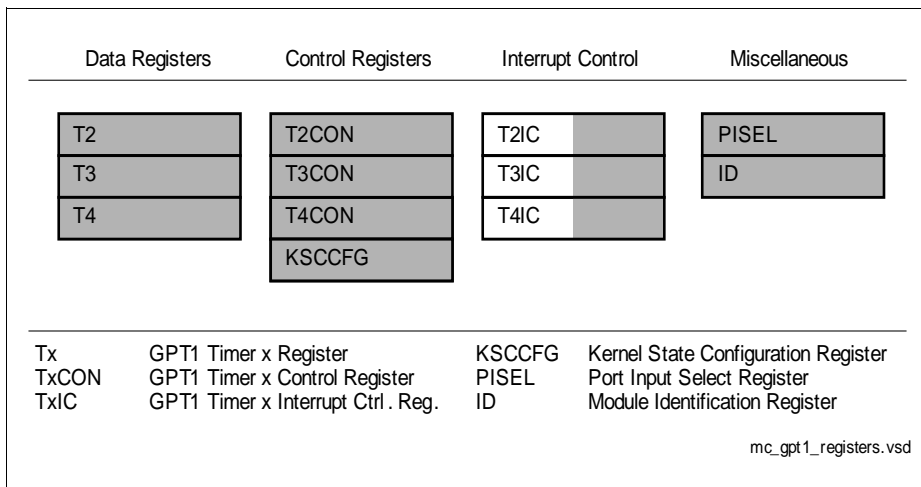 Data Registers Control Registers Interrupt Control Miscellaneous
T2 T2CON T2IC PISEL
T3 T3CON T3IC ID
T4 T4CON T4IC
KSCCFG
Tx GPT1 Timer x Register KSCCFG Kernel State Configuration Register
TxCON GPT1 Timer x Control Register PISEL Port Input Select Register
TxIC GPT1 Timer x Interrupt Ctrl. Reg. ID Module Identification Register
mc_gpt1_registers.vsd